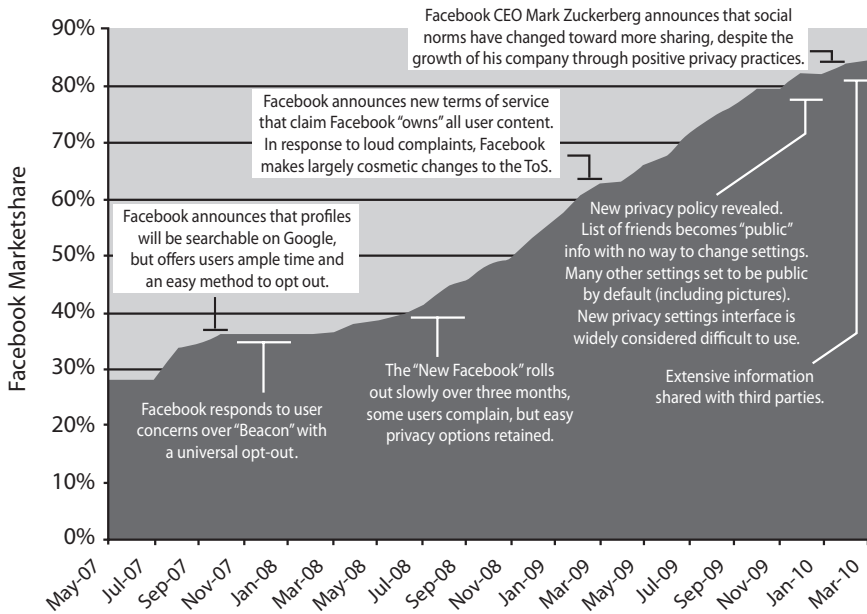 Facebook CEO Mark Zuckerberg announces that social
norms have changed toward more sharing, despite the
growth of his company through positive privacy practices.
Facebook announces new terms of service
that claim Facebook “owns” all user content.
In response to loud complaints, Facebook
makes largely cosmetic changes to the ToS.
Facebook announces that profiles
will be searchable on Google,
but offers users ample time and
an easy method to opt out.
New privacy policy revealed.
List of friends becomes “public”
info with no way to change settings.
Many other settings set to be public
by default (including pictures).
New privacy settings interface is
widely considered difficult to use.
The “New Facebook” rolls
out slowly over three months,
some users complain, but easy
privacy options retained.
Extensive information
shared with third parties.
Facebook responds to user
concerns over “Beacon” with
a universal opt-out.
Facebook Marketshare
90%
80%
70%
60%
50%
40%
30%
20%
10%
0%
May-07
Jul-07
Sep-07
Nov-07
Jan-08
Mar-08
May-08
Jul-08
Sep-08
Nov-08
Jan-09
Mar-09
May-09
Jul-09
Sep-09
Nov-09
Jan-10
Mar-10